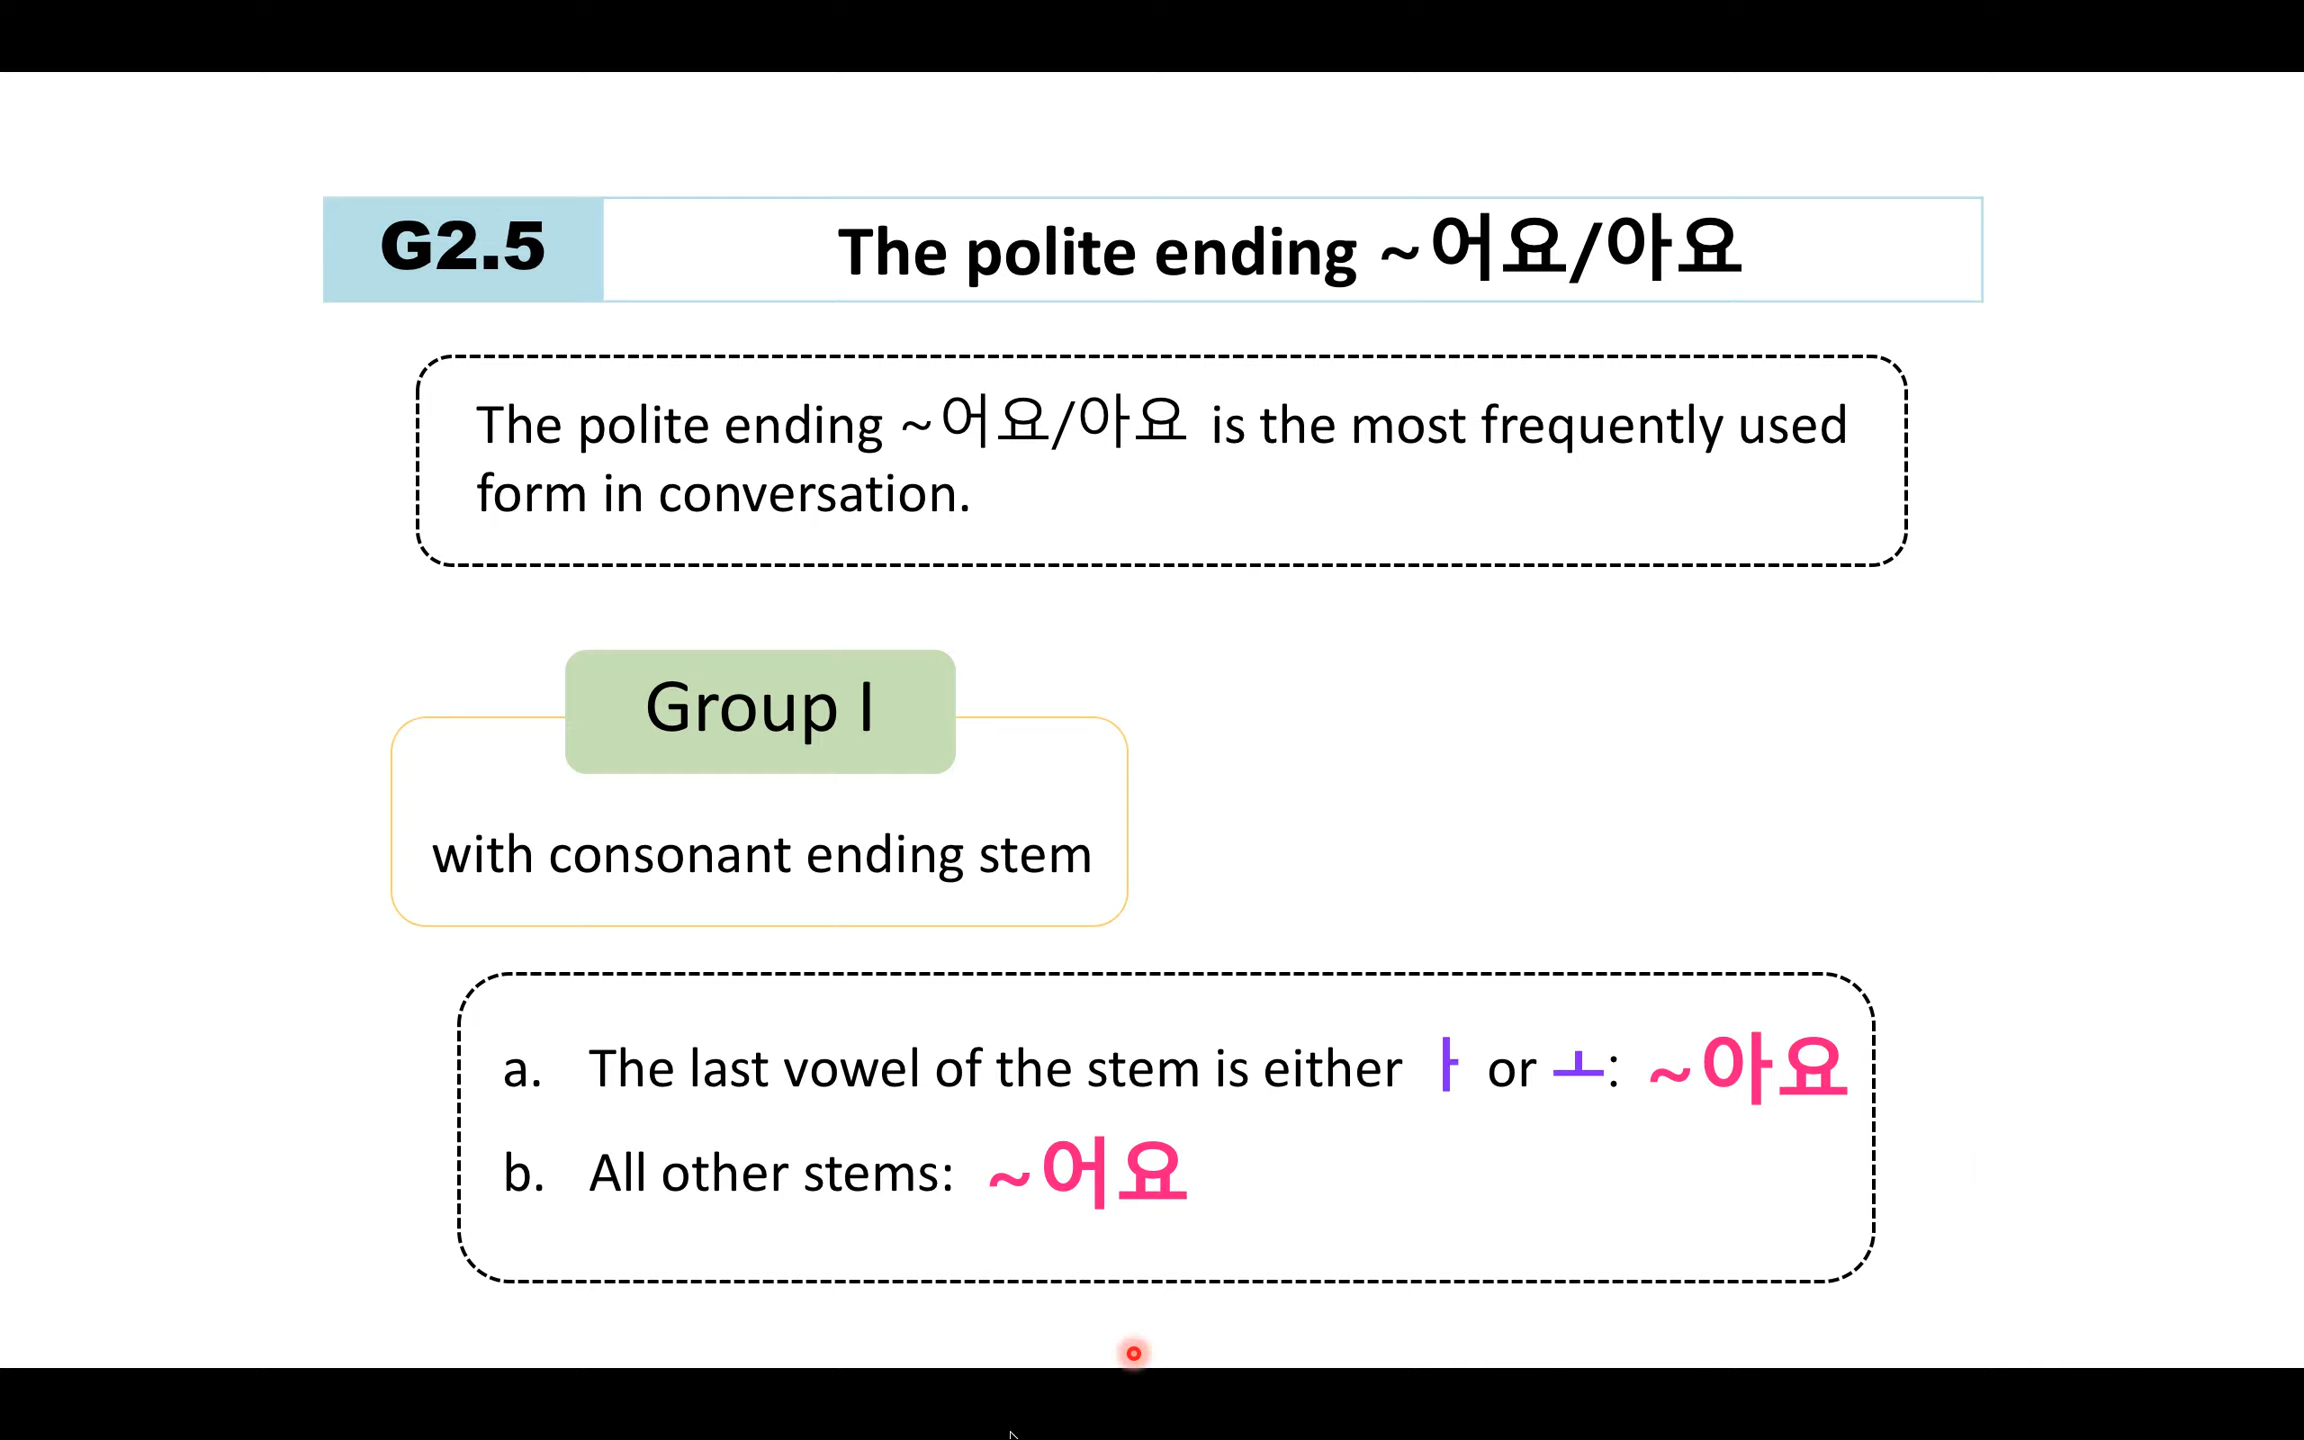 G2.5
The polite ending ~어요/아요
The polite ending ~어요/아요 is the most frequently used
form in conversation.
Group I
with consonant ending stem
a. The last vowel of the stem is either ㅏ or ㅗ: ~아요
b. All other stems: ~어요